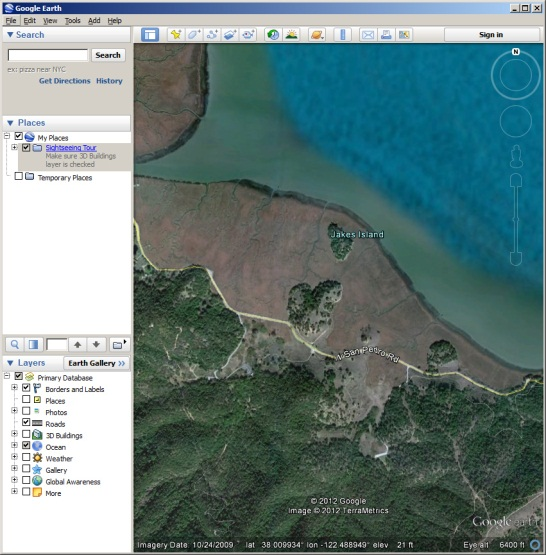 Google Earth
File Edit View Tools Add Help
Search
Search
ex: pizza near NYC
Get Directions History
Places
My Places
Sightseeing Tour
Make sure 3D Buildings
layer is checked
Temporary Places
Layers
Earth Gallery >>
Primary Database
Borders and Labels
Places
Photos
Roads
3D Buildings
Ocean
Weather
Gallery
Global Awareness
More
Sign in
N
Jakes Island
N San Pedro Rd
© 2012 Google
Image © 2012 TerraMetrics
Google earth
Imagery Date: 10/24/2009 lat 38.009934° lon -122.488949° elev 21 ft
Eye alt 6400 ft